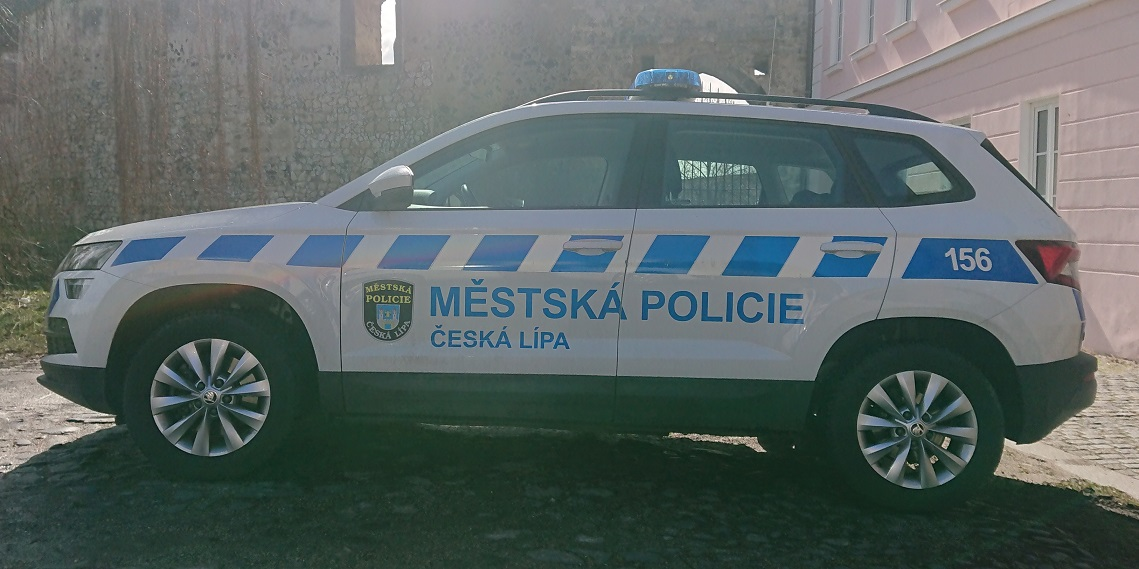 156
MĚSTSKÁ
POLICIE
ČESKÁ LÍPA
MĚSTSKÁ POLICIE
ČESKÁ LÍPA